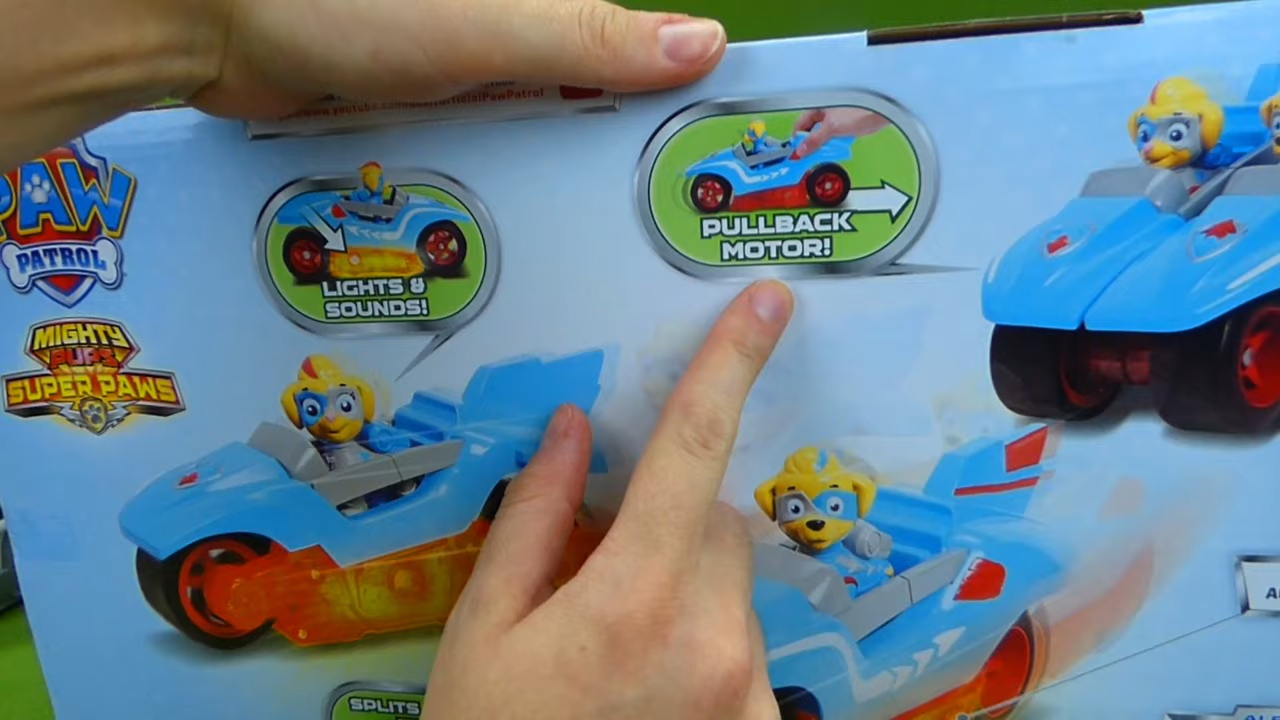 PAW
PATROL
MIGHTY
PUPS
SUPER PAWS
LIGHTS &
SOUNDS!
PULLBACK
MOTOR!
SPLITS